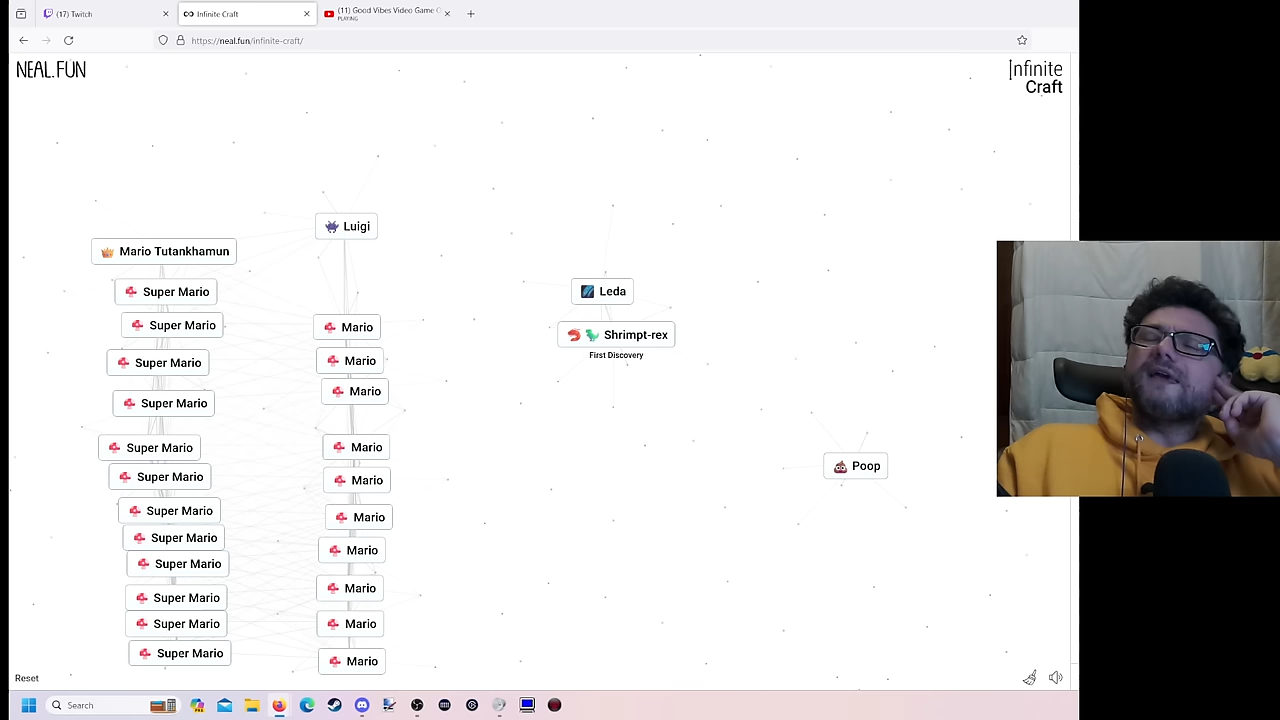 (17) Twitch
Infinite Craft
(11) Good Vibes Video Game
PLAYING
https://neal.fun/infinite-craft/
NEAL.FUN
Infinite
Craft
Luigi
Mario Tutankhamun
Super Mario
Leda
Super Mario
Mario
Shrimpt-rex
First Discovery
Super Mario
Mario
Super Mario
Mario
Super Mario
Mario
Poop
Super Mario
Mario
Super Mario
Mario
Super Mario
Mario
Super Mario
Mario
Super Mario
Mario
Super Mario
Mario
Super Mario
Mario
Reset
Search